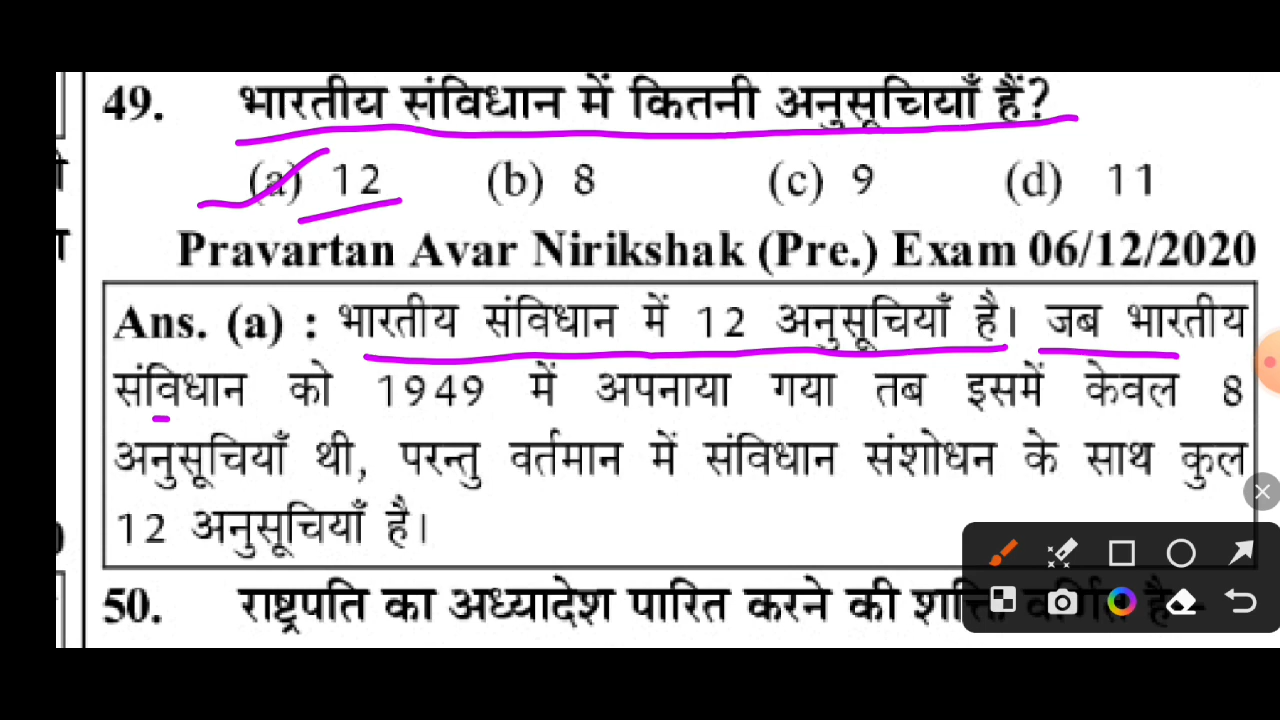 49. भारतीय संविधान में कितनी अनुसूचियाँ हैं?
(a) 12 (b) 8 (c) 9 (d) 11
Pravartan Avar Nirikshak (Pre.) Exam 06/12/2020
Ans. (a) : भारतीय संविधान में 12 अनुसूचियाँ है। जब भारतीय
संविधान को 1949 में अपनाया गया तब इसमें केवल 8
अनुसूचियाँ थी, परन्तु वर्तमान में संविधान संशोधन के साथ कुल
12 अनुसूचियाँ है।
50. राष्ट्रपति का अध्यादेश पारित करने की शक्ति वर्णित है–